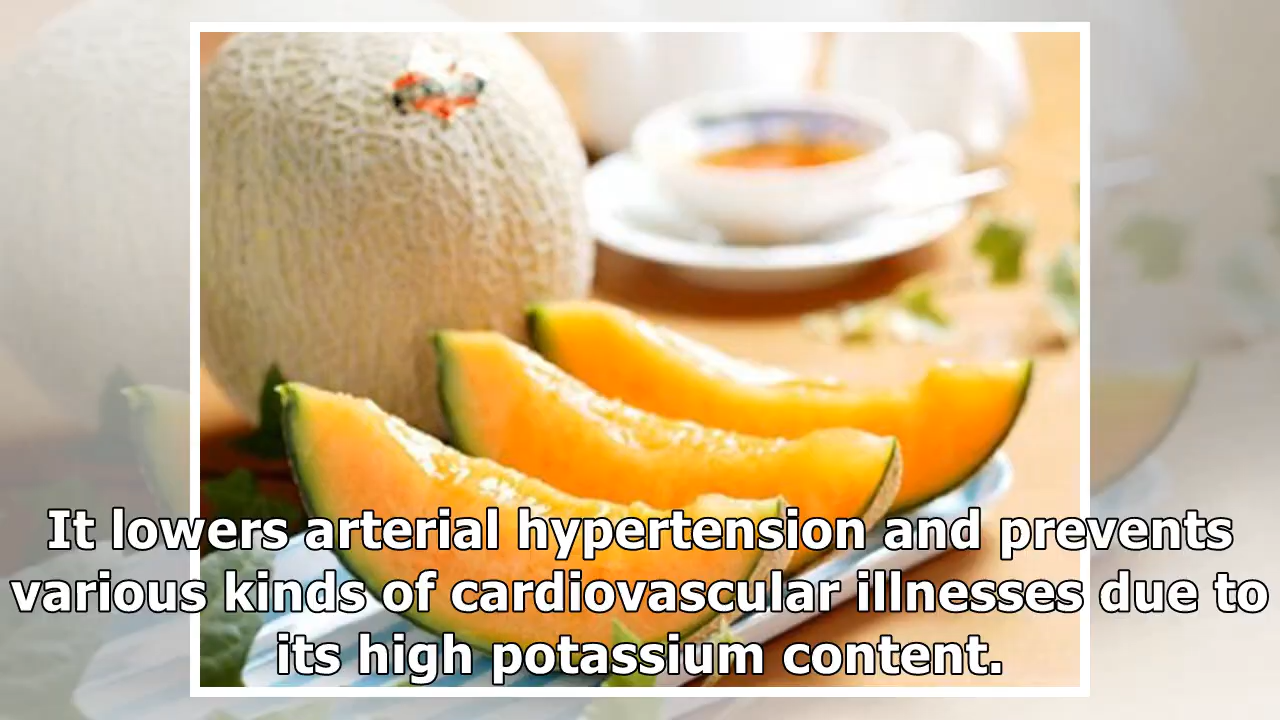 It lowers arterial hypertension and prevents
various kinds of cardiovascular illnesses due to
its high potassium content.